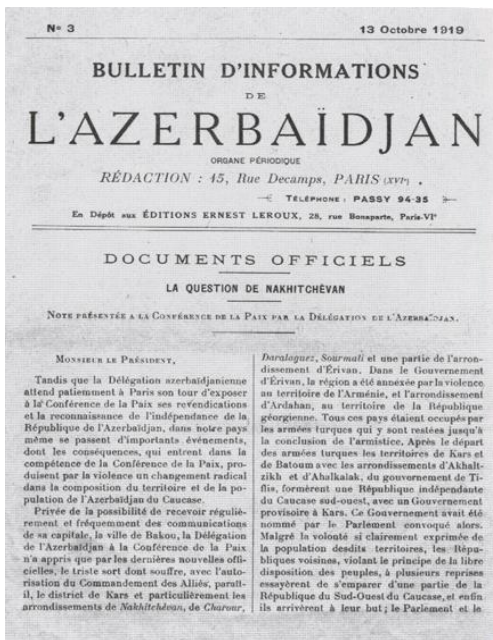 N° 3
13 Octobre 1919
BULLETIN D'INFORMATIONS
DE
L'AZERBAÏDJAN
ORGANE PÉRIODIQUE
RÉDACTION : 45, Rue Decamps, PARIS (XVIe)
TÉLÉPHONE : PASSY 94-35
En Dépôt aux ÉDITIONS ERNEST LEROUX, 28, rue Bonaparte, Paris-VIe
DOCUMENTS OFFICIELS
LA QUESTION DE NAKHITCHÉVAN
NOTE PRÉSENTÉE A LA CONFÉRENCE DE LA PAIX PAR LA DÉLÉGATION DE L'AZERBAÏDJAN.
MONSIEUR LE PRÉSIDENT,
Tandis que la Délégation azerbaïdjanienne
attend patiemment à Paris son tour d'exposer
à la Conférence de la Paix ses revendications
et la reconnaissance de l'indépendance de la
République de l'Azerbaïdjan, dans notre pays
même se passent d'importants événements,
dont les conséquences, qui entrent dans la
compétence de la Conférence de la Paix, pro-
duisent par la violence un changement radical
dans la composition du territoire et de la po-
pulation de l'Azerbaïdjan du Caucase.
Privée de la possibilité de recevoir réguliè-
rement et fréquemment des communications
de sa capitale, la ville de Bakou, la Délégation
de l'Azerbaïdjan à la Conférence de la Paix
n'a appris que par les dernières nouvelles offi-
cielles, le triste sort dont souffre, avec l'auto-
risation du Commandement des Alliés, paraît-
il, le district de Kars et particulièrement les
arrondissements de Nakhitchévan, de Charour,
Daralaguez, Sourmali et une partie de l'arron-
dissement d'Érivan. Dans le Gouvernement
d'Érivan, la région a été annexée par la violence
au territoire de l'Arménie, et l'arrondissement
d'Ardahan, au territoire de la République
géorgienne. Tous ces pays étaient occupés par
les armées turques qui y sont restées jusqu'à
la conclusion de l'armistice. Après le départ
des armées turques les territoires de Kars et
de Batoum avec les arrondissements d'Akhalt-
zikh et d'Ahalkalak, du gouvernement de Ti-
flis, formèrent une République indépendante
du Caucase sud-ouest, avec un Gouvernement
provisoire à Kars. Ce Gouvernement avait été
nommé par le Parlement convoqué alors.
Malgré la volonté si clairement exprimée de
la population desdits territoires, les Répu-
bliques voisines, violant le principe de la libre
disposition des peuples, à plusieurs reprises
essayèrent de s'emparer d'une partie de la
République du Sud-Ouest du Caucase, et enfin
ils arrivèrent à leur but ; le Parlement et le